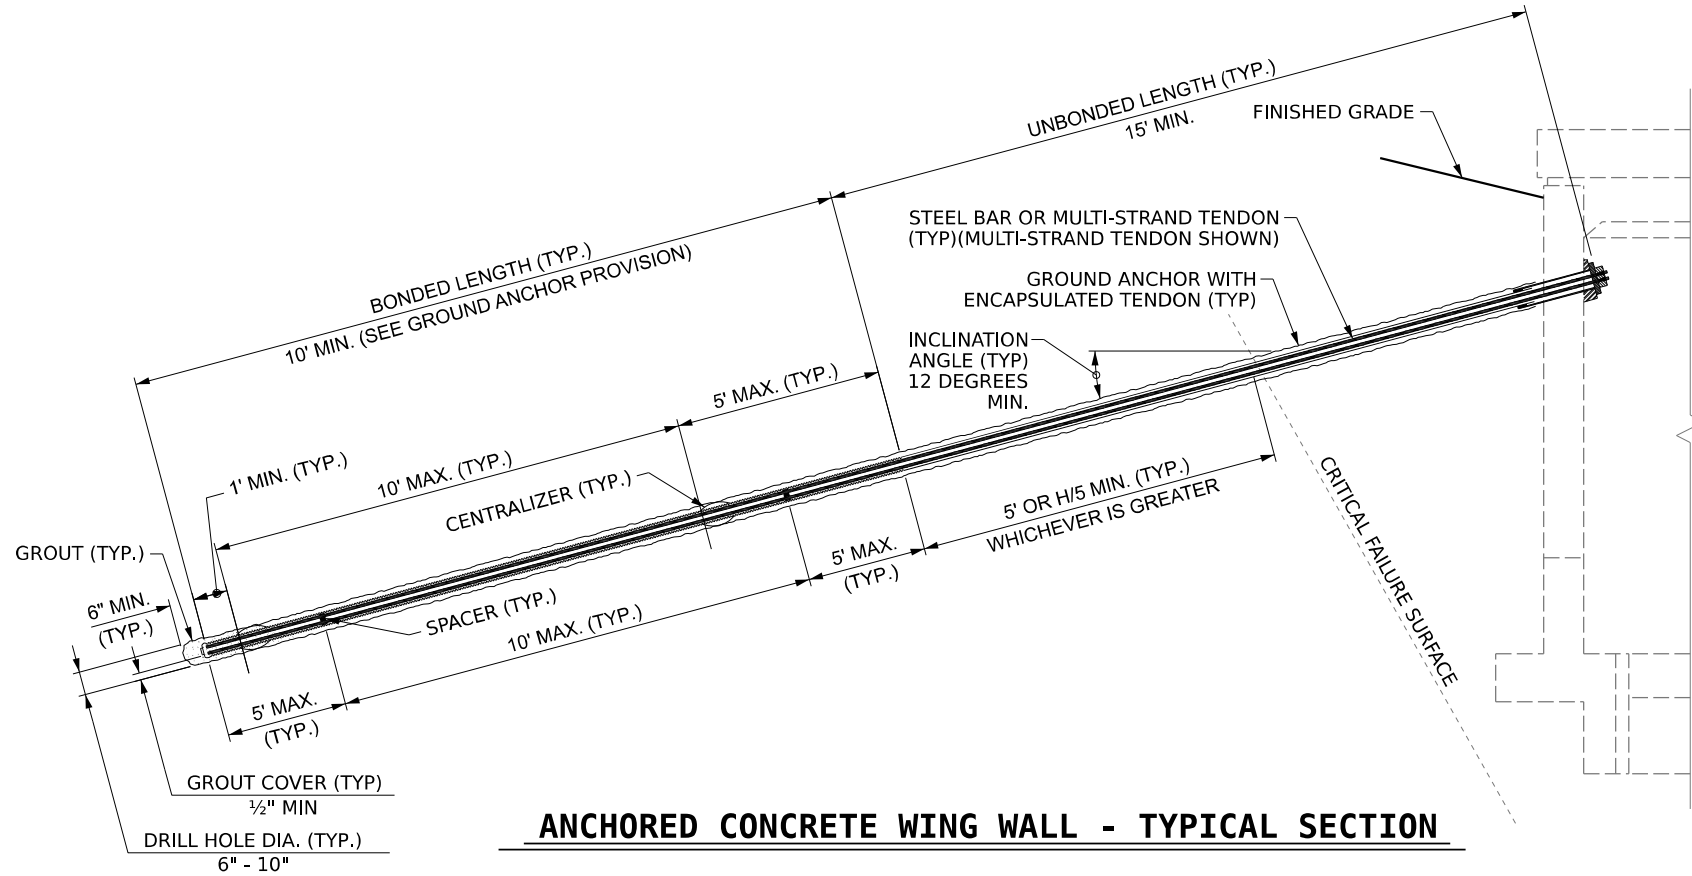 UNBONDED LENGTH (TYP.)
15' MIN.
FINISHED GRADE
STEEL BAR OR MULTI-STRAND TENDON
(TYP)(MULTI-STRAND TENDON SHOWN)
BONDED LENGTH (TYP.)
10' MIN. (SEE GROUND ANCHOR PROVISION)
GROUND ANCHOR WITH
ENCAPSULATED TENDON (TYP)
INCLINATION
ANGLE (TYP)
12 DEGREES
MIN.
5' MAX. (TYP.)
1' MIN. (TYP.)
10' MAX. (TYP.)
CENTRALIZER (TYP.)
5' OR H/5 MIN. (TYP.)
WHICHEVER IS GREATER
CRITICAL FAILURE SURFACE
GROUT (TYP.)
5' MAX.
(TYP.)
6" MIN.
(TYP.)
SPACER (TYP.)
10' MAX. (TYP.)
5' MAX.
(TYP.)
GROUT COVER (TYP)
½" MIN
DRILL HOLE DIA. (TYP.)
6" - 10"
ANCHORED CONCRETE WING WALL - TYPICAL SECTION